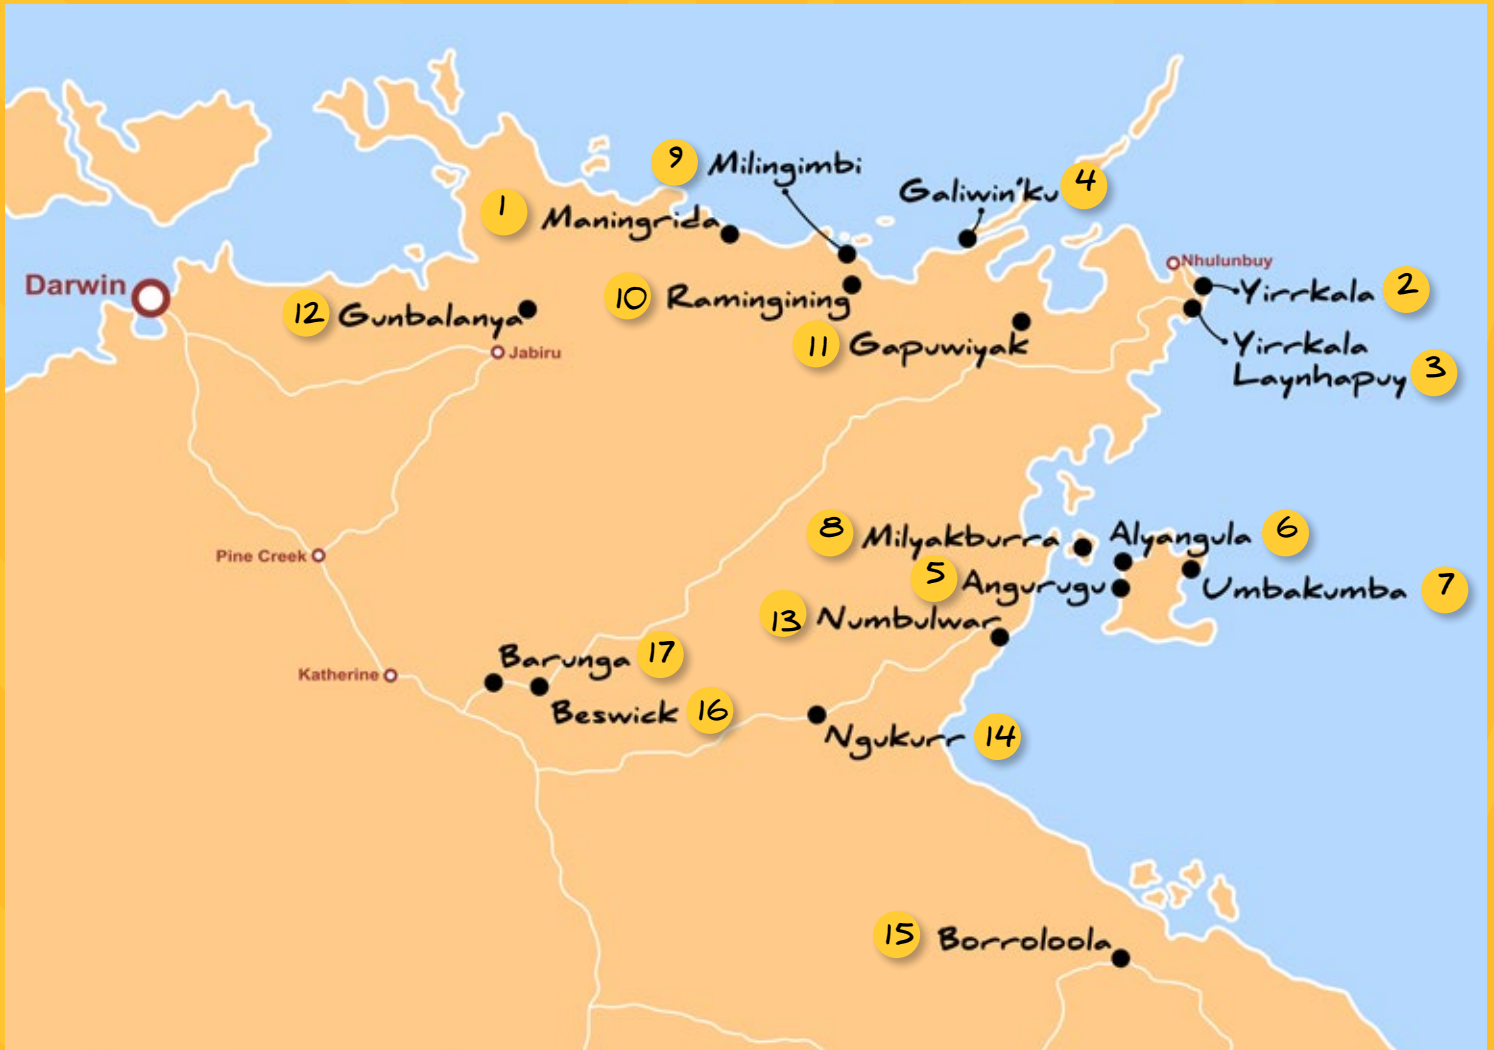 9 Milingimbi
Galiwin'ku 4
1 Maningrida
Nhulunbuy
Darwin
Yirrkala 2
10 Ramingining
12 Gunbalanya
11 Gapuwiyak
Yirrkala
Laynhapuy 3
Jabiru
8 Milyakburra
Alyangula 6
Pine Creek
5 Angurugu
Umbakumba 7
13 Numbulwar
Barunga 17
Katherine
Beswick 16
Ngukurr 14
15 Borroloola